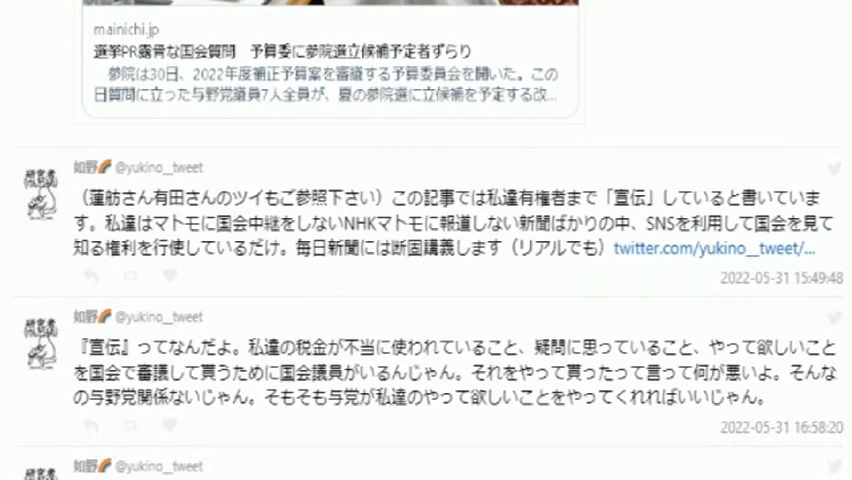 mainichi.jp
選挙PR露骨な国会質問　予算委に参院選立候補予定者ずらり
参院は30日、2022年度補正予算案を審議する予算委員会を開いた。この
日質問に立った与野党議員7人全員が、夏の参院選に立候補を予定する改...
如野🌈 @yukino__tweet
（蓮舫さん有田さんのツイもご参照下さい）この記事では私達有権者まで「宣伝」していると書いていま
す。私達はマトモに国会中継をしないNHKマトモに報道しない新聞ばかりの中、SNSを利用して国会を見て
知る権利を行使しているだけ。毎日新聞には断固講義します（リアルでも）twitter.com/yukino__tweet/...
2022-05-31 15:49:48
如野🌈 @yukino__tweet
『宣伝』ってなんだよ。私達の税金が不当に使われていること、疑問に思っていること、やって欲しいこと
を国会で審議して貰うために国会議員がいるんじゃん。それをやって貰ったって言って何が悪いよ。そんな
の与野党関係ないじゃん。そもそも与党が私達のやって欲しいことをやってくれればいいじゃん。
2022-05-31 16:58:20
如野🌈 @yukino__tweet